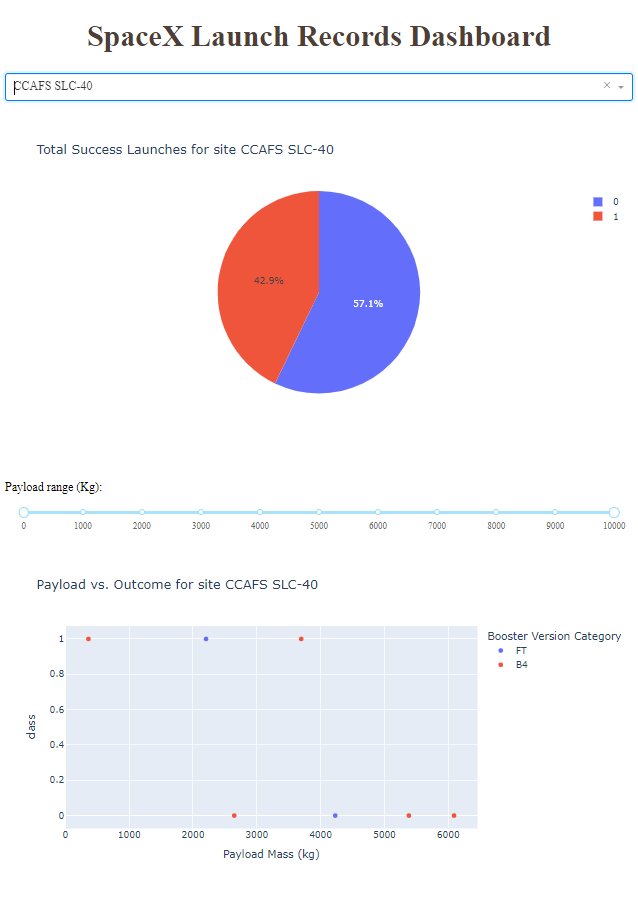 SpaceX Launch Records Dashboard
CCAFS SLC-40
×
Total Success Launches for site CCAFS SLC-40
0
1
42.9%
57.1%
Payload range (Kg):
0 1000 2000 3000 4000 5000 6000 7000 8000 9000 10000
Payload vs. Outcome for site CCAFS SLC-40
Booster Version Category
FT
B4
1
0.8
0.6
0.4
0.2
0
class
0 1000 2000 3000 4000 5000 6000
Payload Mass (kg)